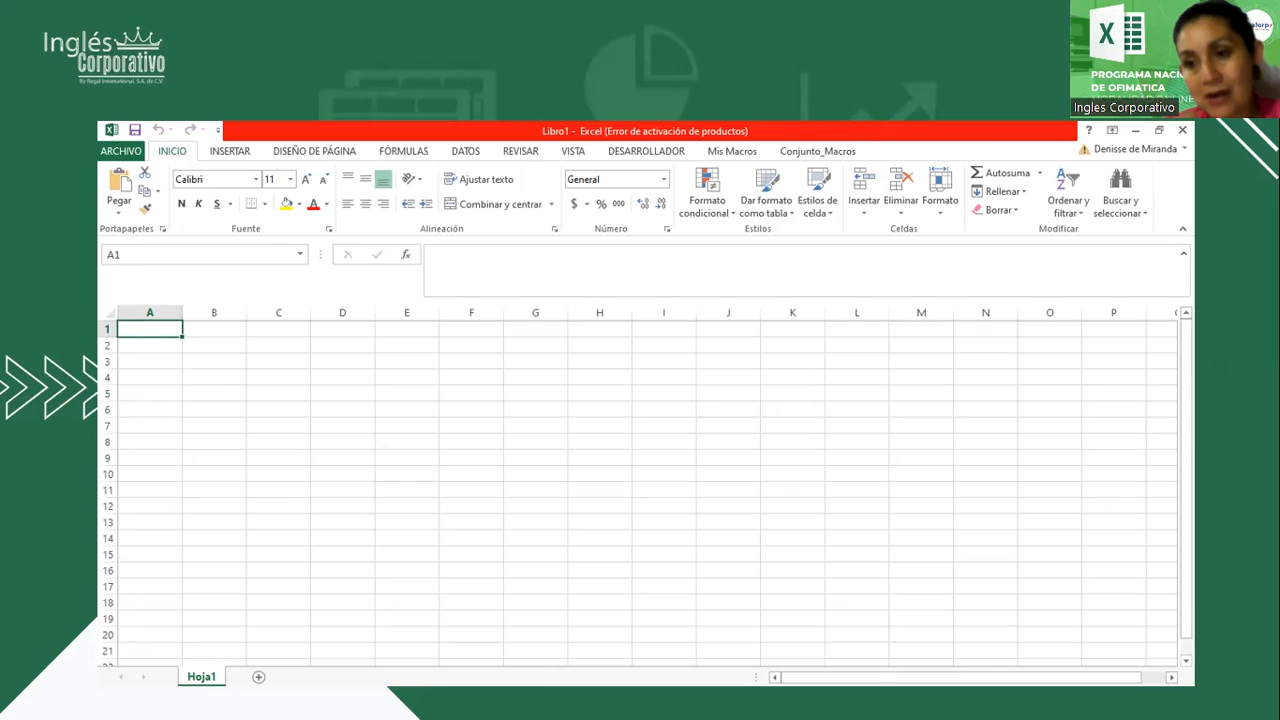 Inglés
Corporativo
By Regal International, S.A. de C.V.
X
PROGRAMA NACI
DE OFIMATICA
Ingles Corporativo
Libro1 - Excel (Error de activación de productos)
?
ARCHIVO INICIO INSERTAR DISEÑO DE PÁGINA FÓRMULAS DATOS REVISAR VISTA DESARROLLADOR Mis Macros Conjunto_Macros Denisse de Miranda
Pegar
Calibri 11
N K S
Ajustar texto
Combinar y centrar
General
$ % 000
Formato condicional
Dar formato como tabla
Estilos de celda
Insertar Eliminar Formato
Autosuma
Rellenar
Borrar
Ordenar y filtrar
Buscar y seleccionar
Portapapeles Fuente Alineación Número Estilos Celdas Modificar
A1 fx
A B C D E F G H I J K L M N O P
1
2
3
4
5
6
7
8
9
10
11
12
13
14
15
16
17
18
19
20
21
Hoja1